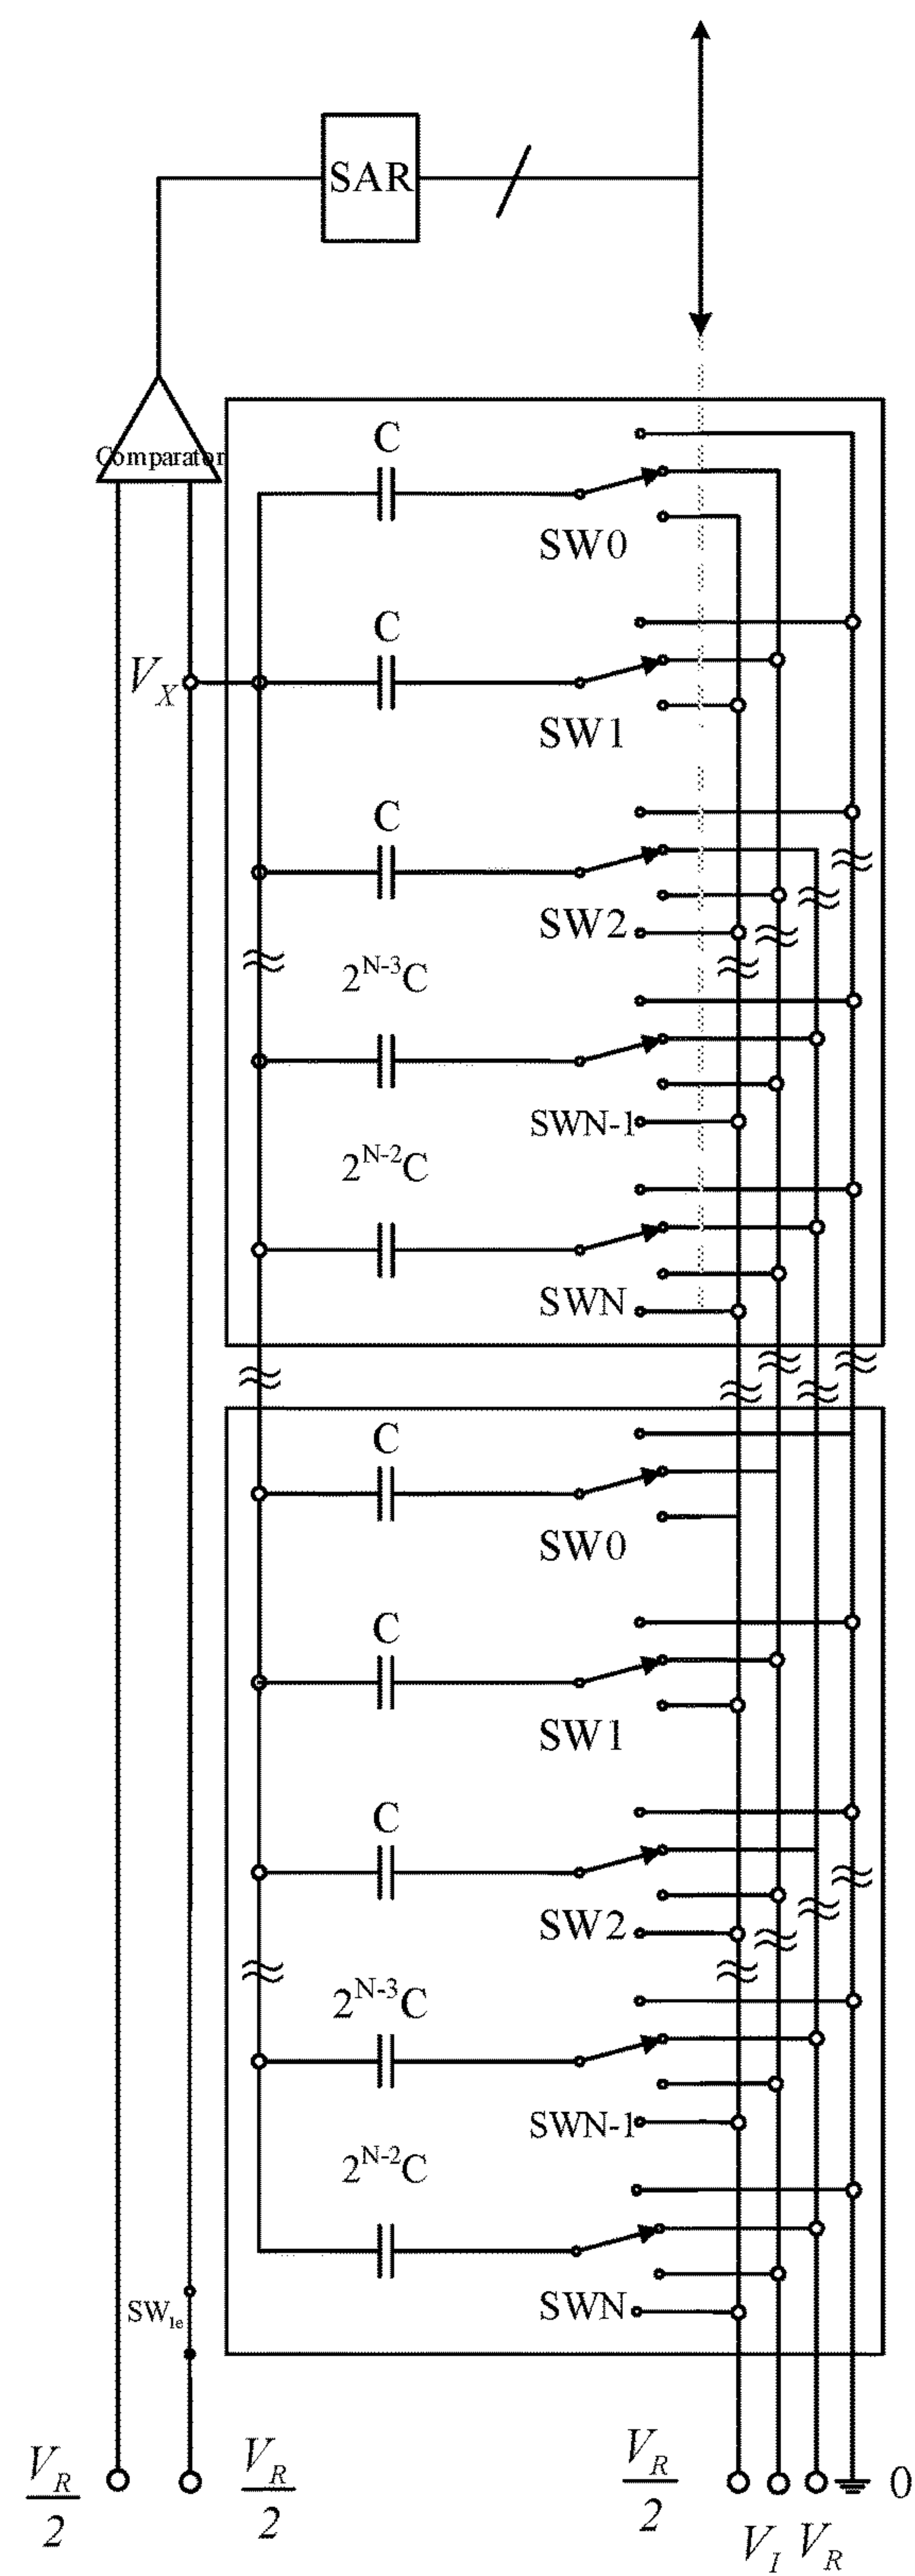 SAR
Comparator
C
SW0
C
V_X
SW1
C
SW2
2^{N-3}C
SWN-1
2^{N-2}C
SWN
C
SW0
C
SW1
C
SW2
2^{N-3}C
SWN-1
2^{N-2}C
SW_{1e}
SWN
V_R/2
V_R/2
V_R/2
V_I
V_R
0